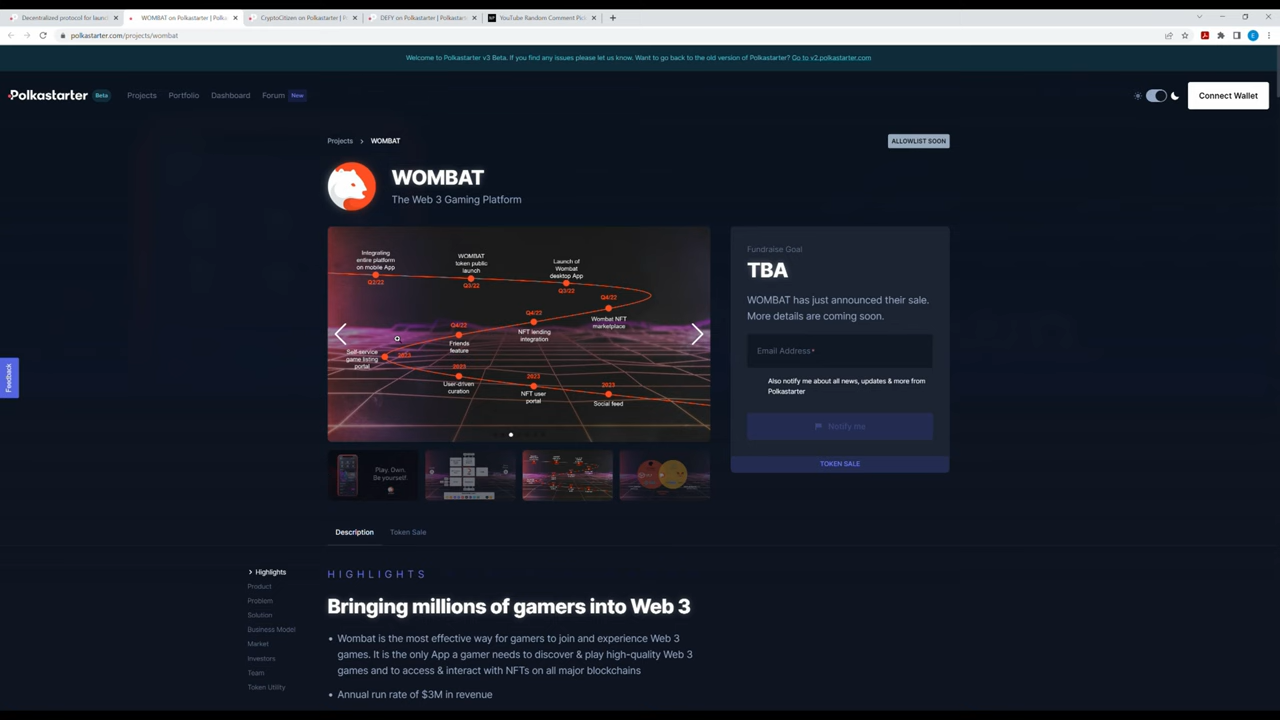 Decentralized protocol for launc
WOMBAT on Polkastarter | Polka
CryptoCitizen on Polkastarter | P
DEFY on Polkastarter | Polkastart
YouTube Random Comment Pic
polkastarter.com/projects/wombat
Welcome to Polkastarter v3 Beta. If you find any issues please let us know. Want to go back to the old version of Polkastarter? Go to v2.polkastarter.com
Polkastarter
Beta
Projects
Portfolio
Dashboard
Forum
New
Connect Wallet
Projects > WOMBAT
ALLOWLIST SOON
WOMBAT
The Web 3 Gaming Platform
Integrating
entire platform
on mobile App
Q2/22
WOMBAT
token public
launch
Q3/22
Launch of
Wombat
desktop App
Q3/22
Q4/22
Wombat NFT
marketplace
Q4/22
NFT lending
integration
Q4/22
Friends
feature
Self-service
game listing
portal
2023
2023
User-driven
curation
2023
NFT user
portal
2023
Social feed
Fundraise Goal
TBA
WOMBAT has just announced their sale.
More details are coming soon.
Email Address*
Also notify me about all news, updates & more from
Polkastarter
Notify me
TOKEN SALE
Play. Own.
Be yourself.
Feedback
Description
Token Sale
> Highlights
Product
Problem
Solution
Business Model
Market
Investors
Team
Token Utility
HIGHLIGHTS
Bringing millions of gamers into Web 3
• Wombat is the most effective way for gamers to join and experience Web 3
games. It is the only App a gamer needs to discover & play high-quality Web 3
games and to access & interact with NFTs on all major blockchains
• Annual run rate of $3M in revenue